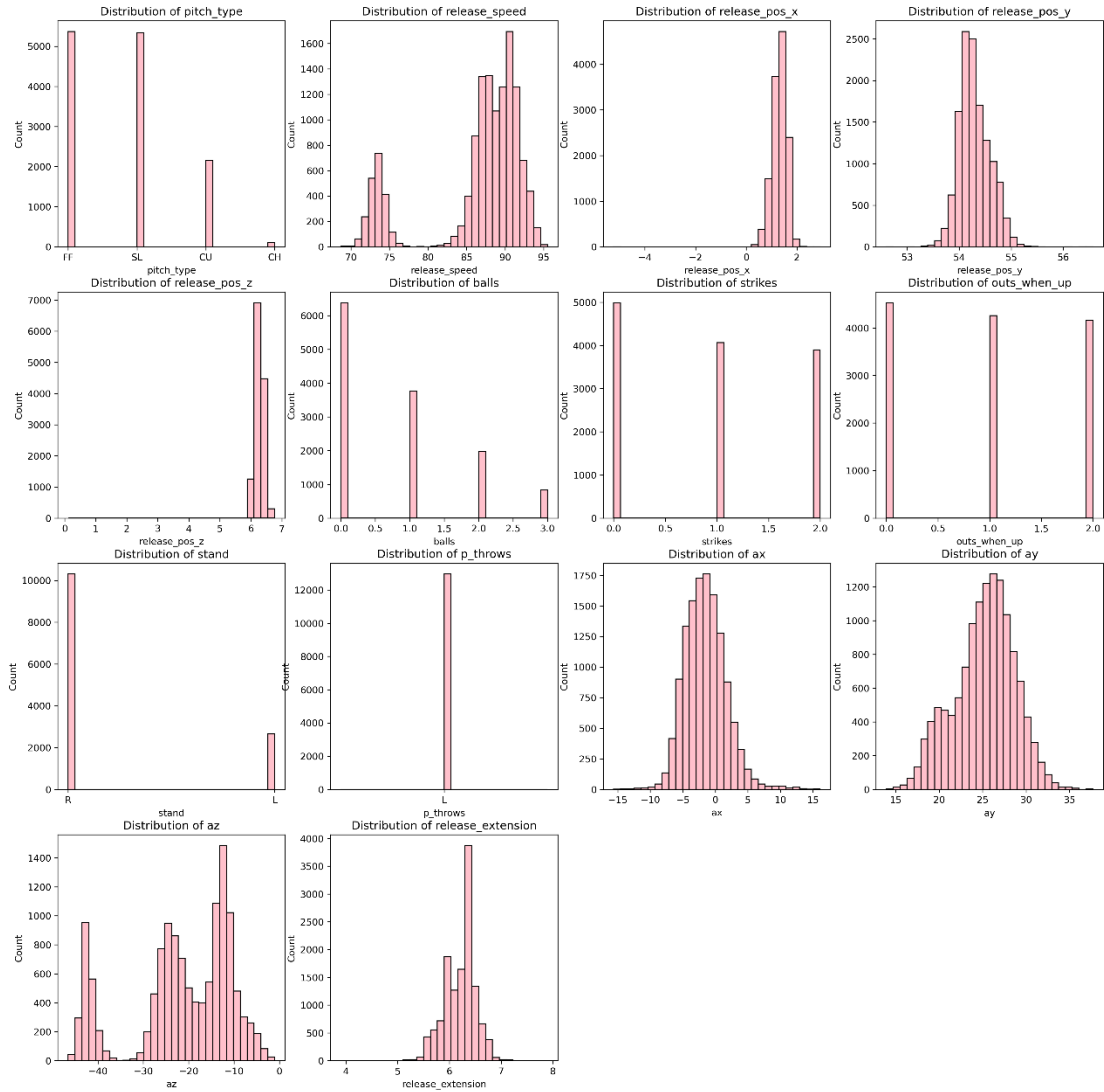 Distribution of pitch_type
5000
4000
3000
2000
1000
0
Count
FF SL CU CH
pitch_type
Distribution of release_speed
1600
1400
1200
1000
800
600
400
200
0
Count
70 75 80 85 90 95
release_speed
Distribution of release_pos_x
4000
3000
2000
1000
0
Count
−4 −2 0 2
release_pos_x
Distribution of release_pos_y
2500
2000
1500
1000
500
0
Count
53 54 55 56
release_pos_y
Distribution of release_pos_z
7000
6000
5000
4000
3000
2000
1000
0
Count
0 1 2 3 4 5 6 7
release_pos_z
Distribution of balls
6000
5000
4000
3000
2000
1000
0
Count
0.0 0.5 1.0 1.5 2.0 2.5 3.0
balls
Distribution of strikes
5000
4000
3000
2000
1000
0
Count
0.0 0.5 1.0 1.5 2.0
strikes
Distribution of outs_when_up
4000
3000
2000
1000
0
Count
0.0 0.5 1.0 1.5 2.0
outs_when_up
Distribution of stand
10000
8000
6000
4000
2000
0
Count
R L
stand
Distribution of p_throws
12000
10000
8000
6000
4000
2000
0
Count
L
p_throws
Distribution of ax
1750
1500
1250
1000
750
500
250
0
Count
−15 −10 −5 0 5 10 15
ax
Distribution of ay
1200
1000
800
600
400
200
0
Count
15 20 25 30 35
ay
Distribution of az
1400
1200
1000
800
600
400
200
0
Count
−40 −30 −20 −10 0
az
Distribution of release_extension
4000
3500
3000
2500
2000
1500
1000
500
0
Count
4 5 6 7 8
release_extension